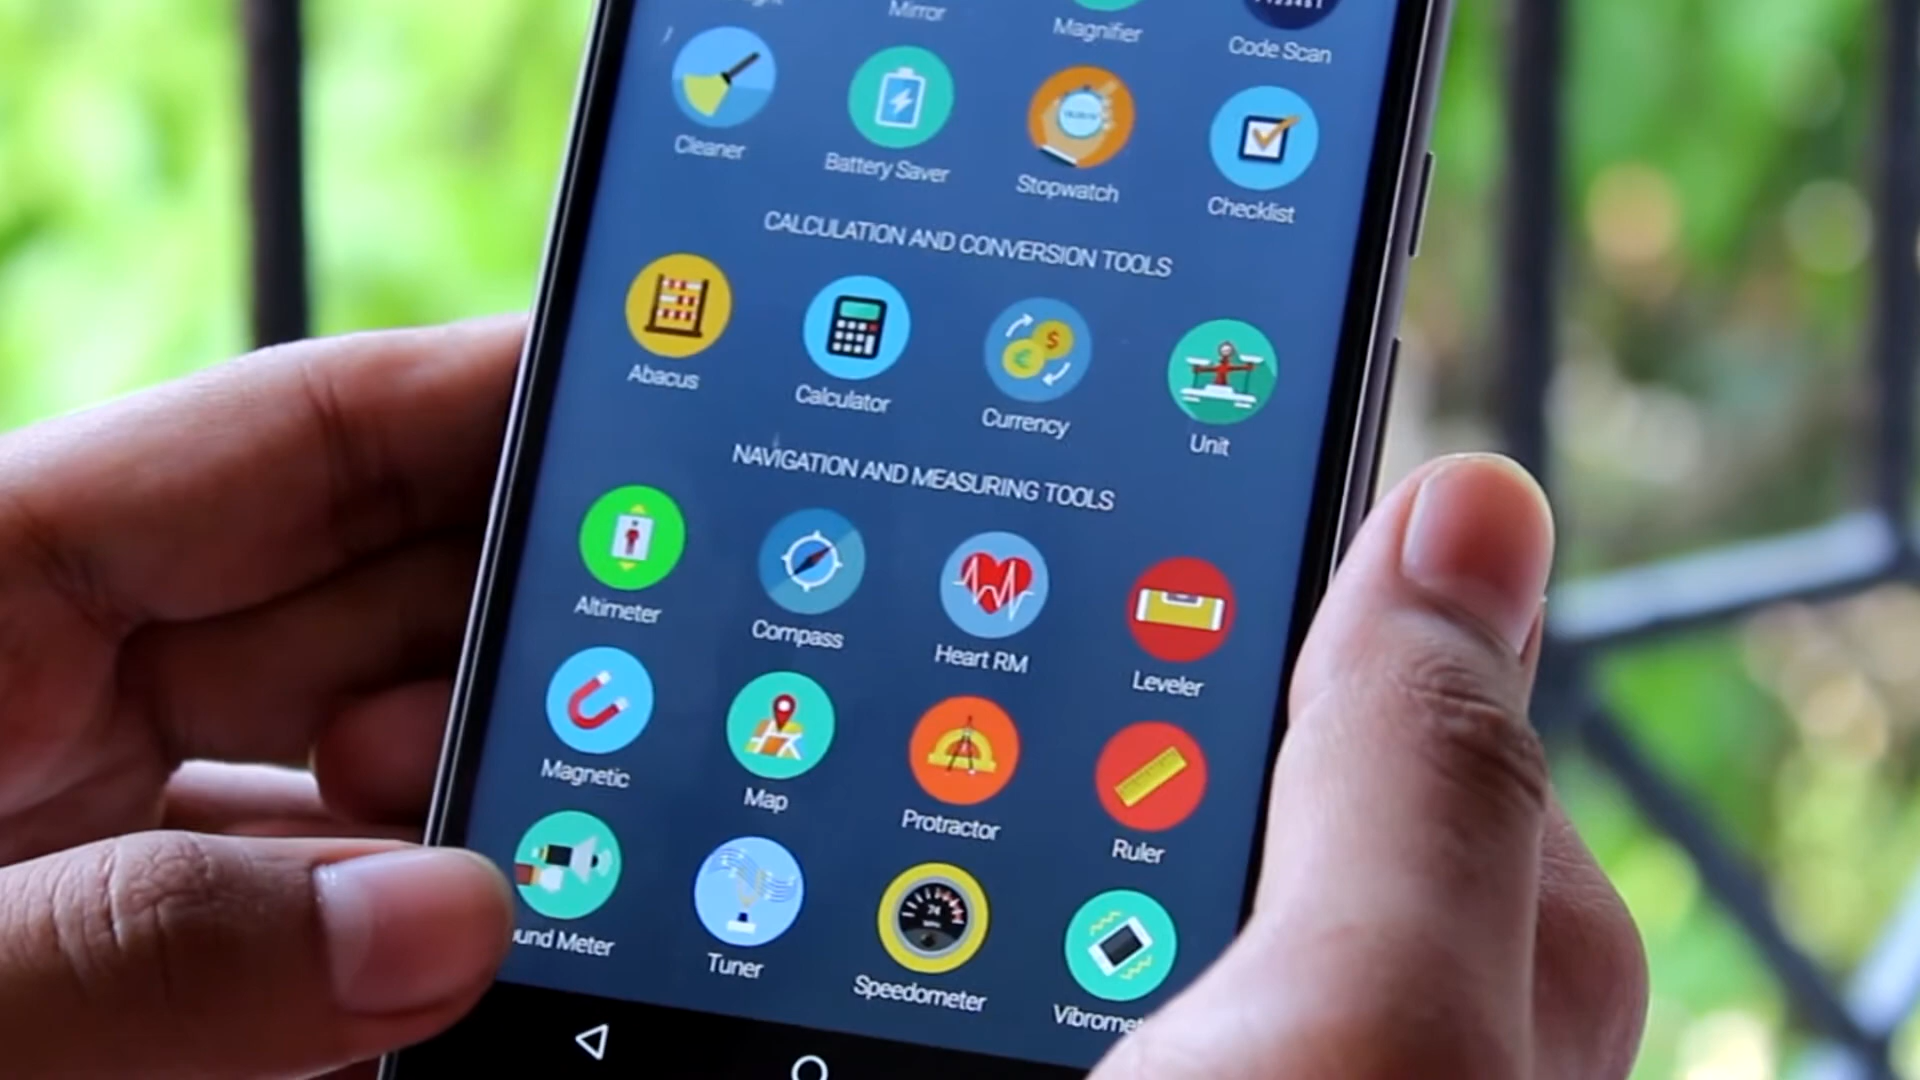 Mirror
Magnifier
Code Scan
Cleaner
Battery Saver
Stopwatch
Checklist
CALCULATION AND CONVERSION TOOLS
Abacus
Calculator
Currency
Unit
NAVIGATION AND MEASURING TOOLS
Altimeter
Compass
Heart RM
Leveler
Magnetic
Map
Protractor
Ruler
Meter
Tuner
Speedometer